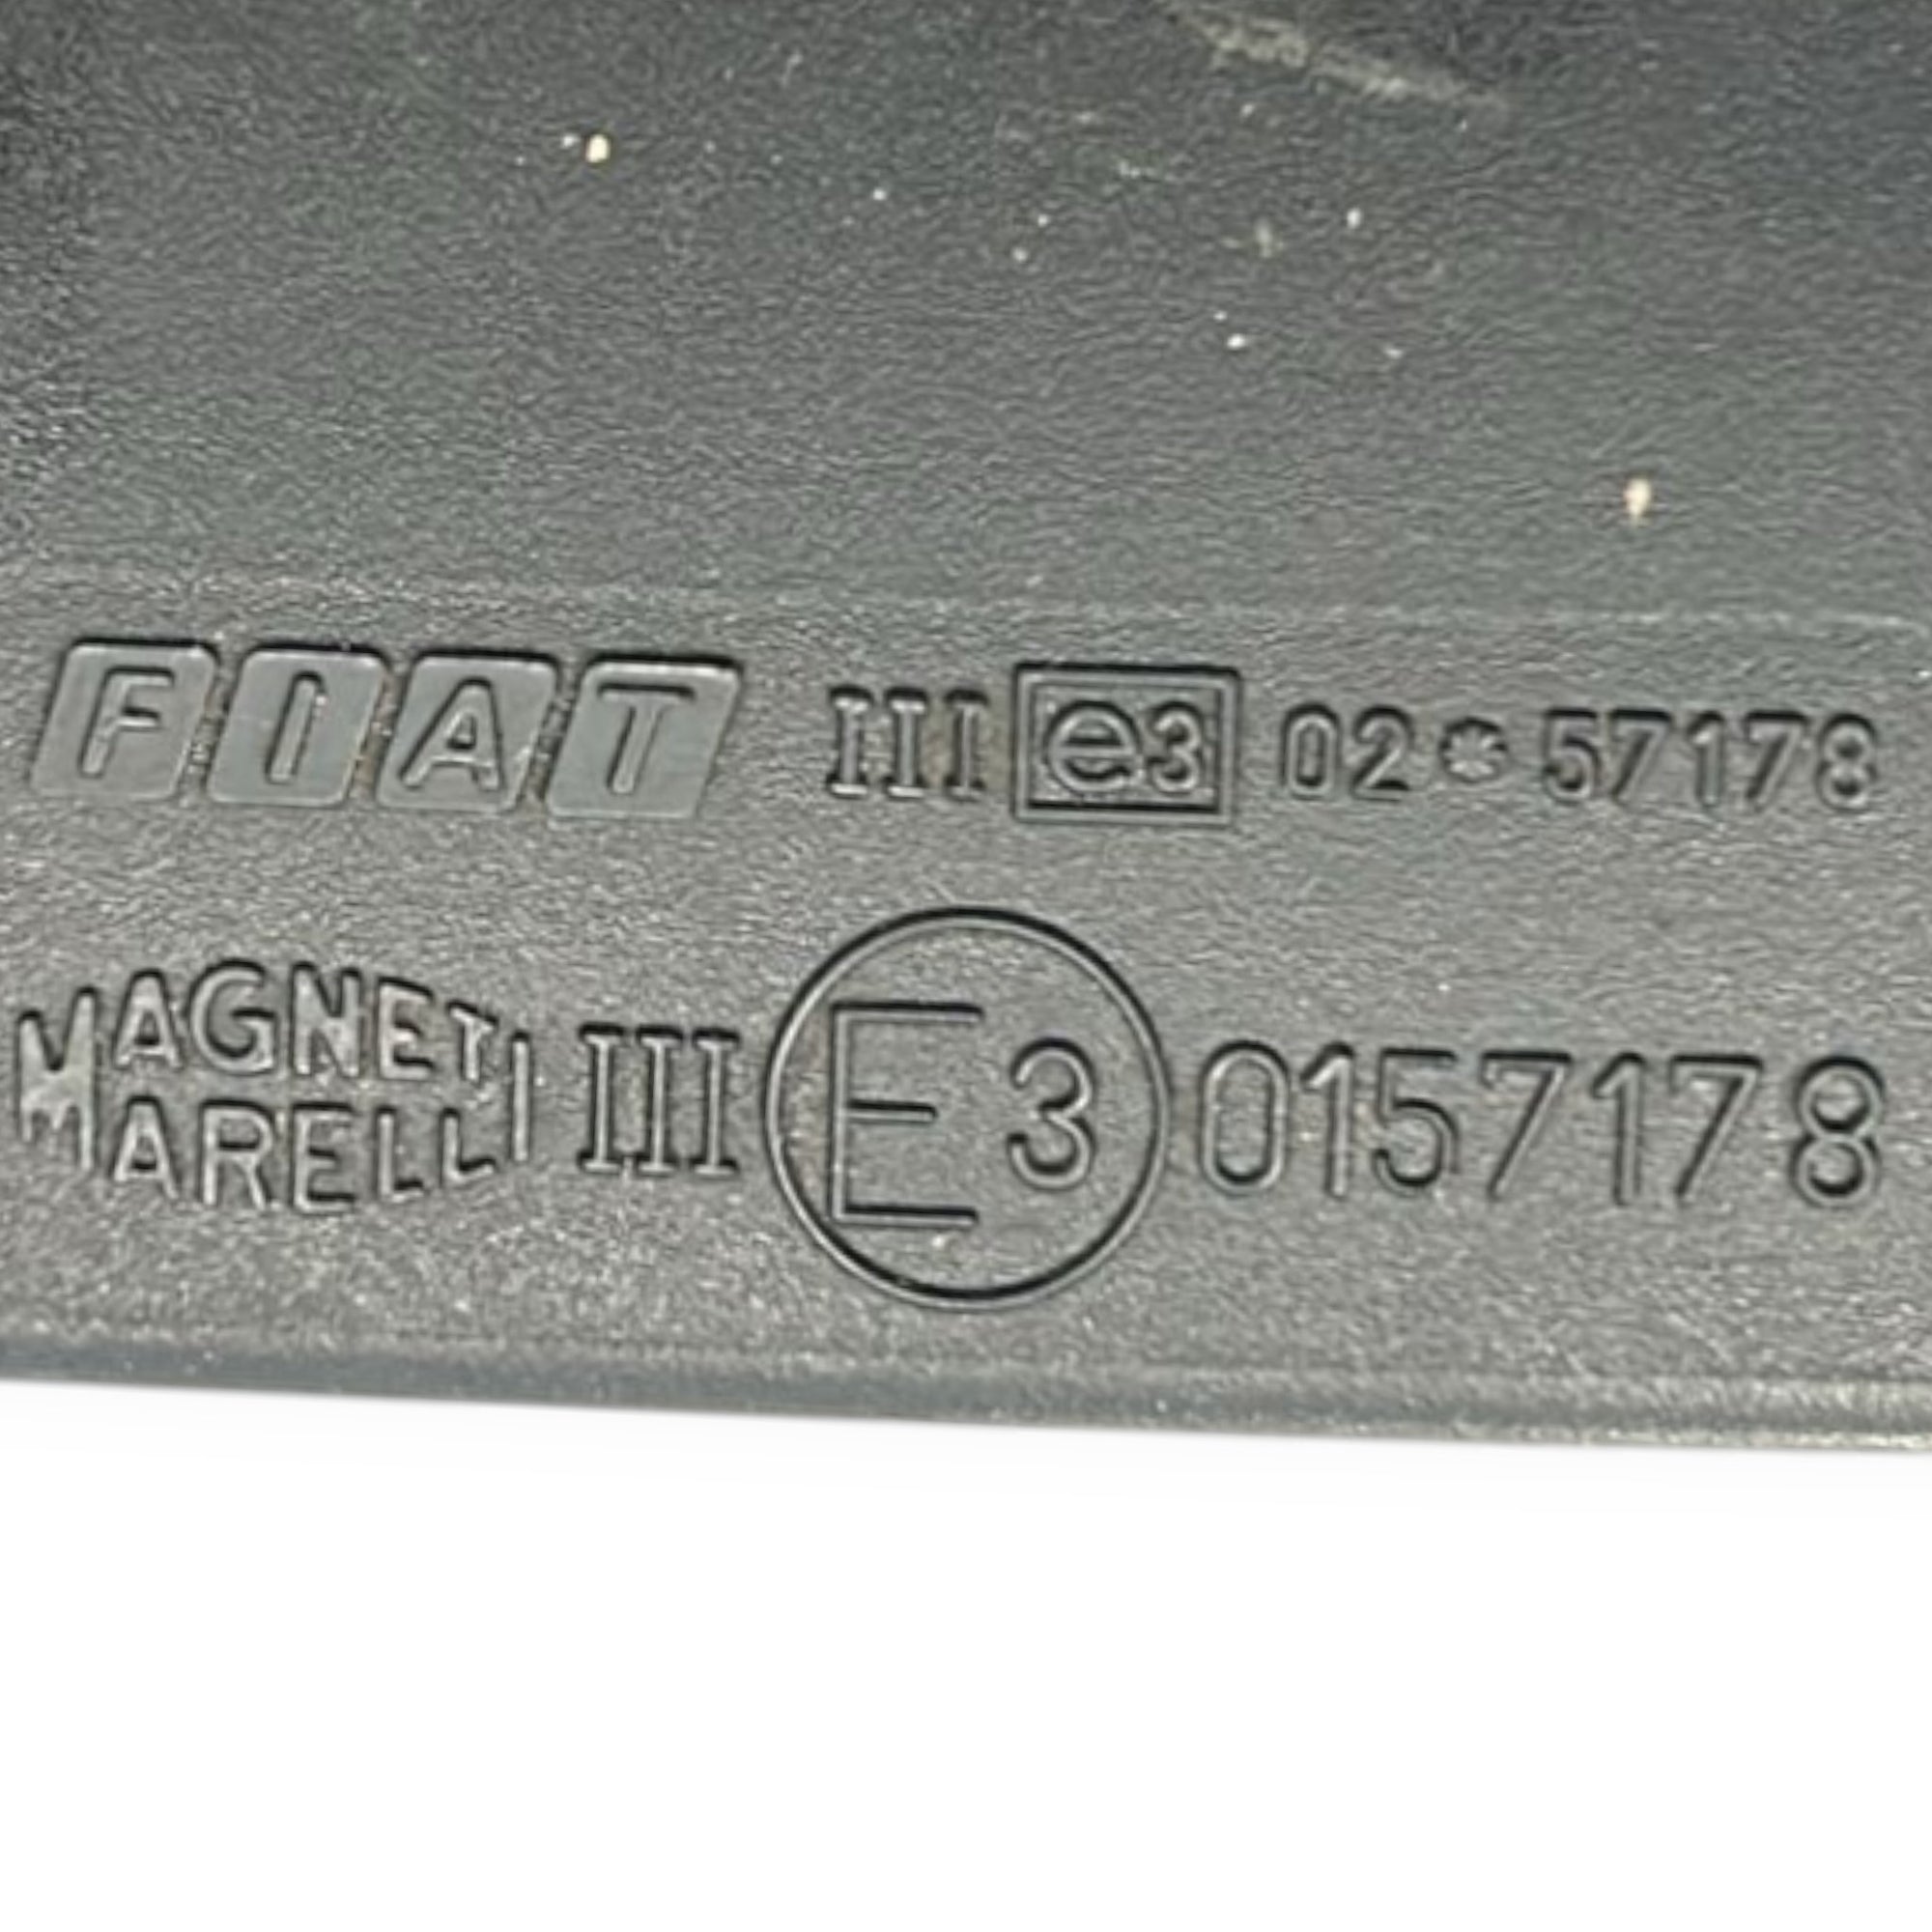 FIAT III e3 02*57178
MAGNETI
MARELLI III E3 0157178